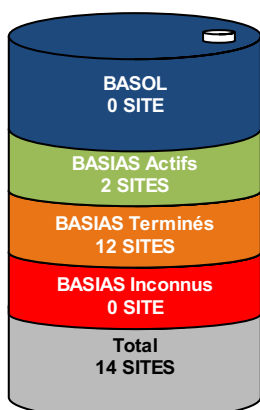 BASOL
0 SITE
BASIAS Actifs
2 SITES
BASIAS Terminés
12 SITES
BASIAS Inconnus
0 SITE
Total
14 SITES